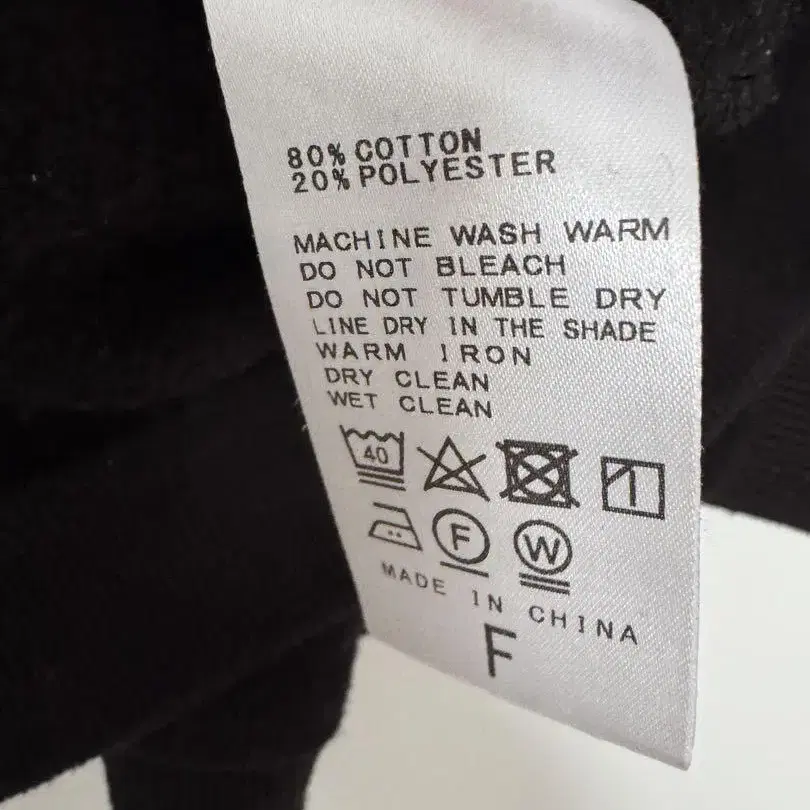 80% COTTON
20% POLYESTER
MACHINE WASH WARM
DO NOT BLEACH
DO NOT TUMBLE DRY
LINE DRY IN THE SHADE
WARM IRON
DRY CLEAN
WET CLEAN
40
F W
MADE IN CHINA
F